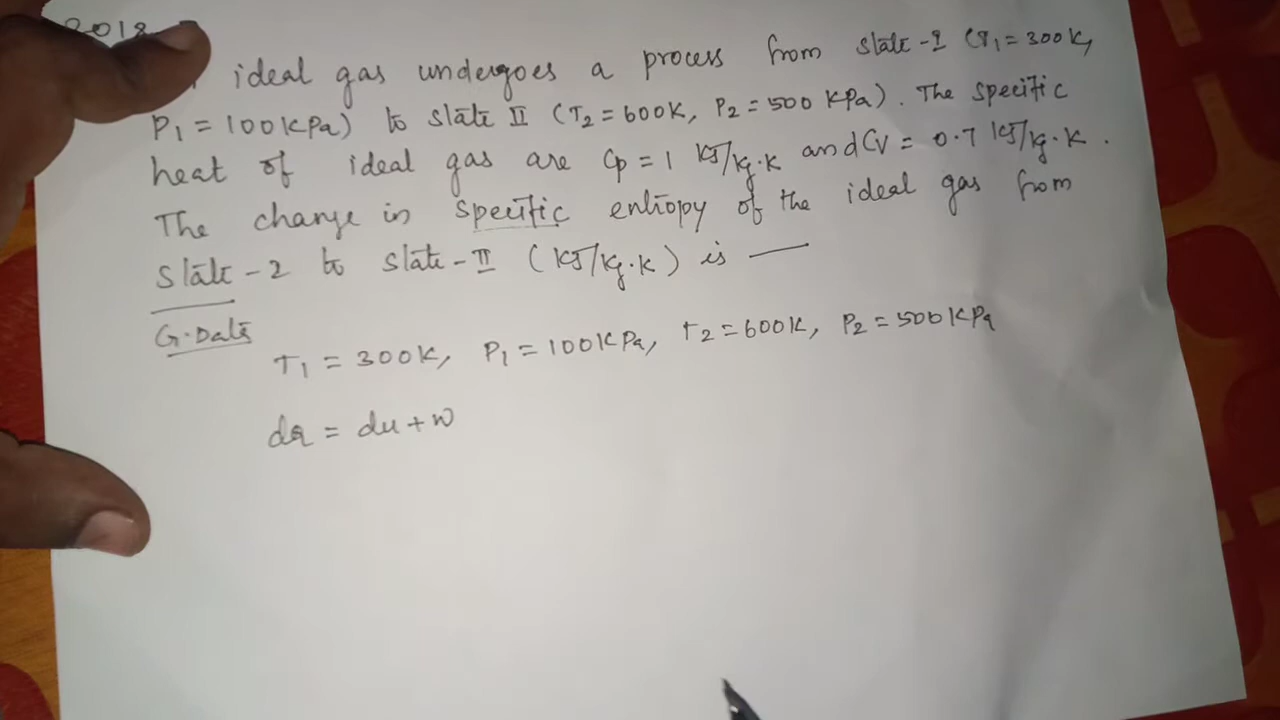 2018
ideal gas undergoes a process from state-I (T₁ = 300K,
P₁ = 100KPa) to state II (T₂ = 600K, P₂ = 500 KPa). The specific
heat of ideal gas are Cp = 1 KJ/kg.K and CV = 0.7 KJ/kg.K.
The change in specific entropy of the ideal gas from
State-2 to state-II (KJ/Kg.K) is —
G.Data
T₁ = 300K, P₁ = 100KPa, T₂ = 600K, P₂ = 500KPa
= du + w